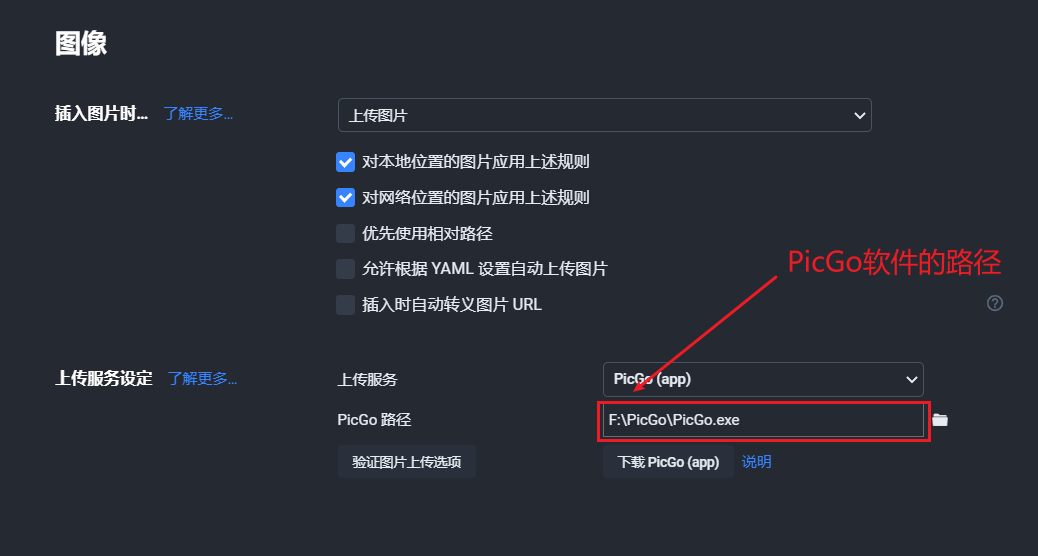 图像
插入图片时... 了解更多... 上传图片
对本地位置的图片应用上述规则
对网络位置的图片应用上述规则
优先使用相对路径
允许根据 YAML 设置自动上传图片
插入时自动转义图片 URL
PicGo软件的路径
上传服务设定 了解更多... 上传服务 PicGo (app)
PicGo 路径 F:\PicGo\PicGo.exe
验证图片上传选项 下载 PicGo (app) 说明